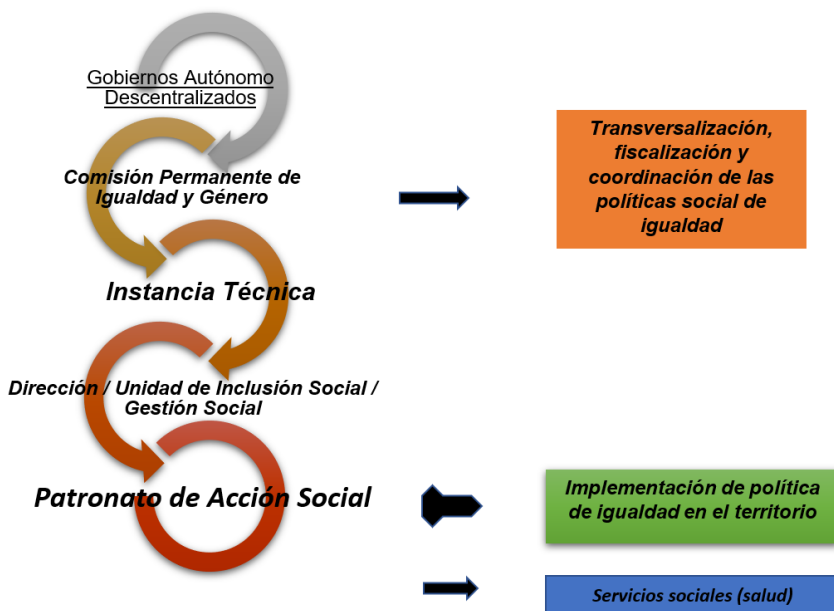 Gobiernos Autónomo
Descentralizados
Comisión Permanente de
Igualdad y Género
Transversalización,
fiscalización y
coordinación de las
políticas social de
igualdad
Instancia Técnica
Dirección / Unidad de Inclusión Social /
Gestión Social
Patronato de Acción Social
Implementación de política
de igualdad en el territorio
Servicios sociales (salud)